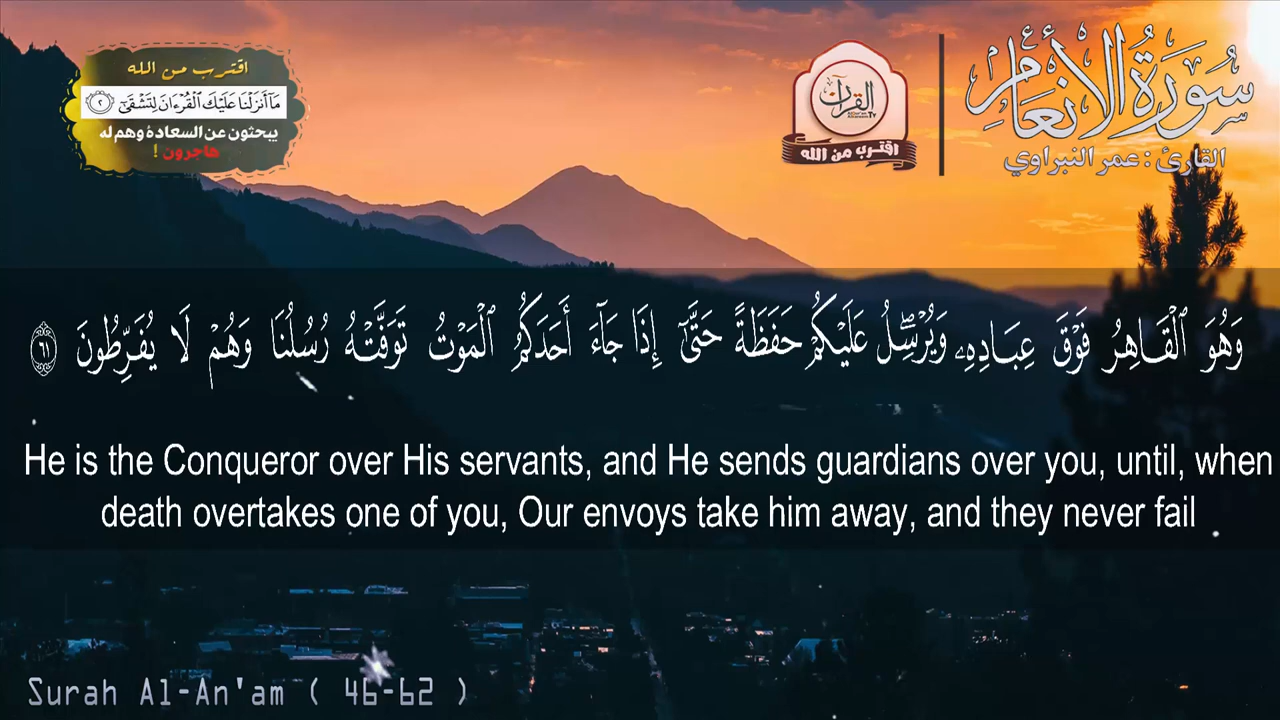 اقترب من الله
مَآ أَنزَلْنَا عَلَيْكَ ٱلْقُرْءَانَ لِتَشْقَىٰٓ ٢
يبحثون عن السعادة وهم له
هاجرون !
القرآن
اقترب من الله
سُورَةُ الأَنْعَامِ
القارئ : عمر النبراوي
وَهُوَ ٱلْقَاهِرُ فَوْقَ عِبَادِهِۦ وَيُرْسِلُ عَلَيْكُمْ حَفَظَةً حَتَّىٰٓ إِذَا جَآءَ أَحَدَكُمُ ٱلْمَوْتُ تَوَفَّتْهُ رُسُلُنَا وَهُمْ لَا يُفَرِّطُونَ ٦١
He is the Conqueror over His servants, and He sends guardians over you, until, when
death overtakes one of you, Our envoys take him away, and they never fail
Surah Al-An'am ( 46-62 )